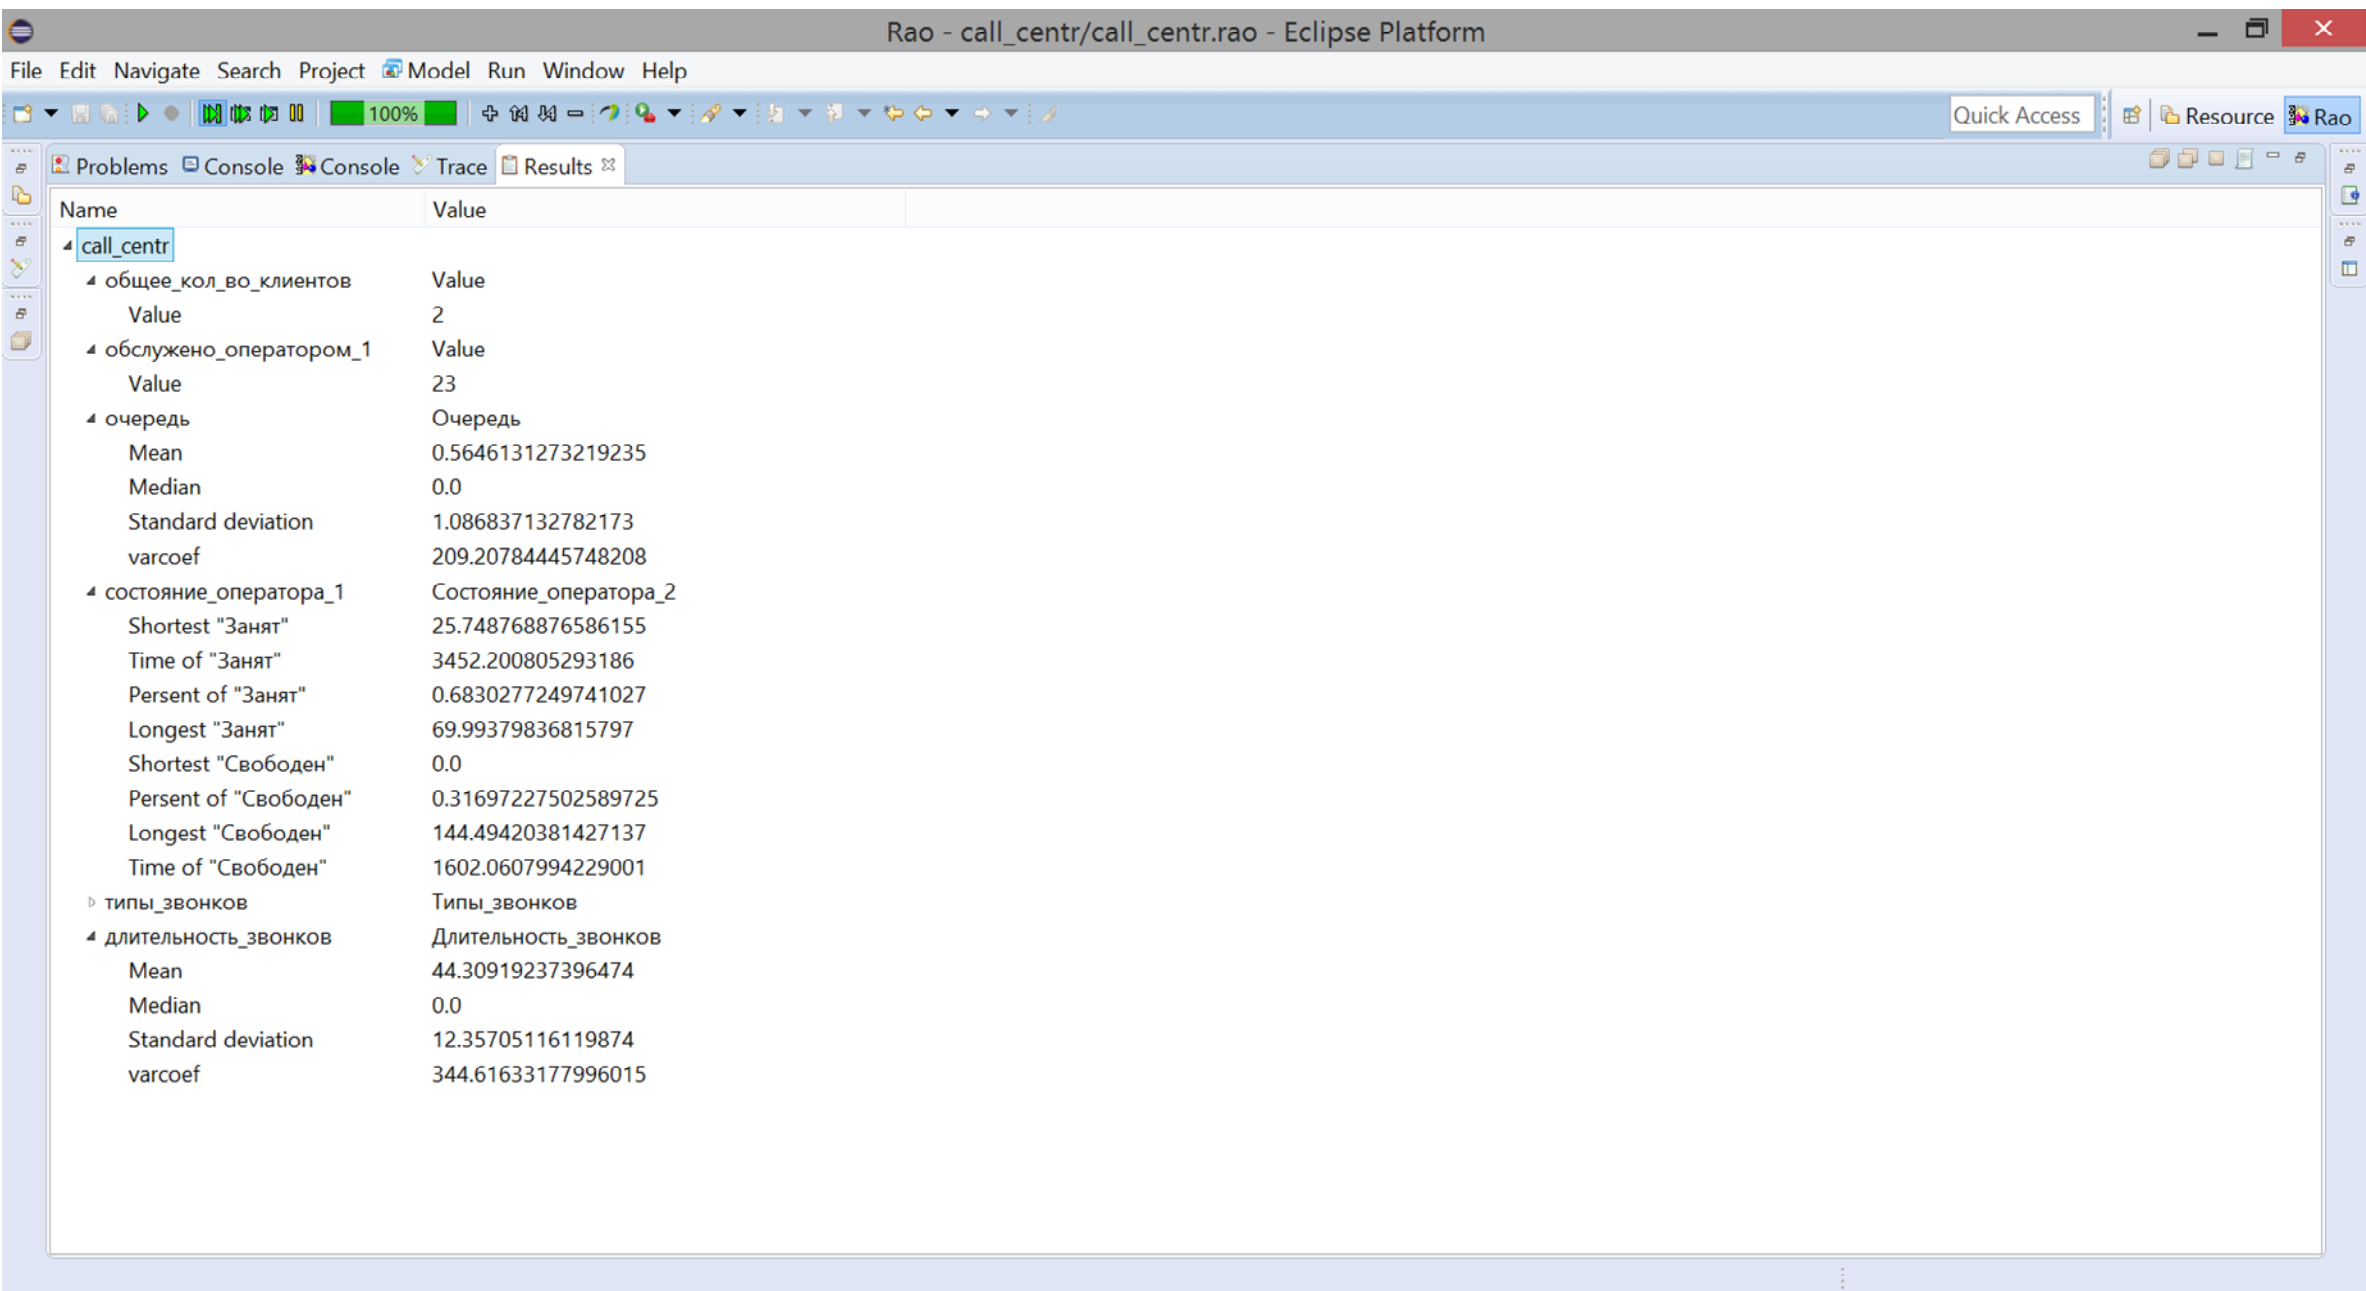 Rao - call_centr/call_centr.rao - Eclipse Platform
File Edit Navigate Search Project Model Run Window Help
100% Quick Access Resource Rao
Problems Console Console Trace Results
Name Value
call_centr
общее_кол_во_клиентов Value
Value 2
обслужено_оператором_1 Value
Value 23
очередь Очередь
Mean 0.5646131273219235
Median 0.0
Standard deviation 1.086837132782173
varcoef 209.20784445748208
состояние_оператора_1 Состояние_оператора_2
Shortest "Занят" 25.748768876586155
Time of "Занят" 3452.200805293186
Persent of "Занят" 0.6830277249741027
Longest "Занят" 69.99379836815797
Shortest "Свободен" 0.0
Persent of "Свободен" 0.31697227502589725
Longest "Свободен" 144.49420381427137
Time of "Свободен" 1602.0607994229001
типы_звонков Типы_звонков
длительность_звонков Длительность_звонков
Mean 44.30919237396474
Median 0.0
Standard deviation 12.35705116119874
varcoef 344.61633177996015